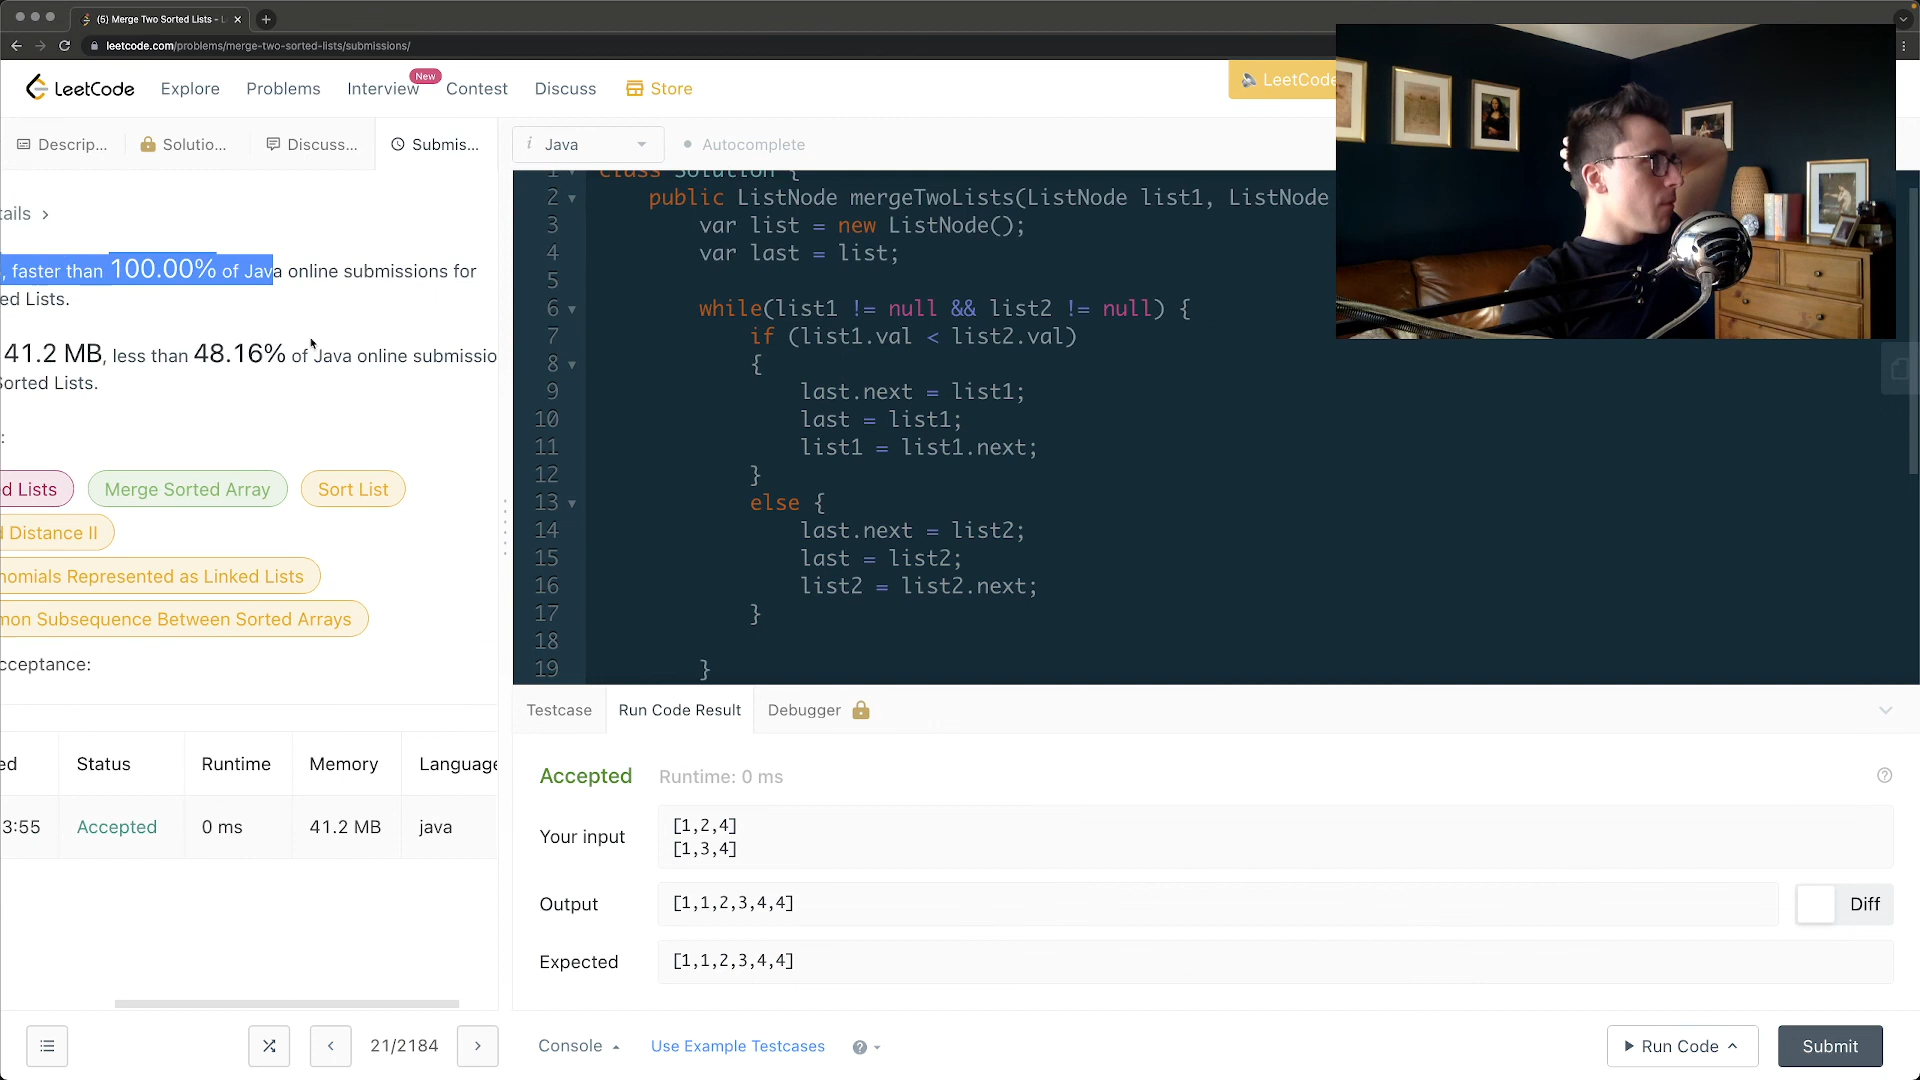 (5) Merge Two Sorted Lists - L
leetcode.com/problems/merge-two-sorted-lists/submissions/
LeetCode
Explore
Problems
Interview
New
Contest
Discuss
Store
LeetCode
Descrip...
Solutio...
Discuss...
Submis...
i Java
Autocomplete
tails >
, faster than 100.00% of Java online submissions for
ed Lists.
41.2 MB, less than 48.16% of Java online submissio
Sorted Lists.
:
d Lists
Merge Sorted Array
Sort List
d Distance II
nomials Represented as Linked Lists
mon Subsequence Between Sorted Arrays
cceptance:
ed
Status
Runtime
Memory
Language
3:55
Accepted
0 ms
41.2 MB
java
21/2184
1 class Solution {
2 public ListNode mergeTwoLists(ListNode list1, ListNode
3 var list = new ListNode();
4 var last = list;
5
6 while(list1 != null && list2 != null) {
7 if (list1.val < list2.val)
8 {
9 last.next = list1;
10 last = list1;
11 list1 = list1.next;
12 }
13 else {
14 last.next = list2;
15 last = list2;
16 list2 = list2.next;
17 }
18
19 }
Testcase
Run Code Result
Debugger
Accepted
Runtime: 0 ms
Your input
[1,2,4]
[1,3,4]
Output
[1,1,2,3,4,4]
Diff
Expected
[1,1,2,3,4,4]
Console
Use Example Testcases
Run Code
Submit